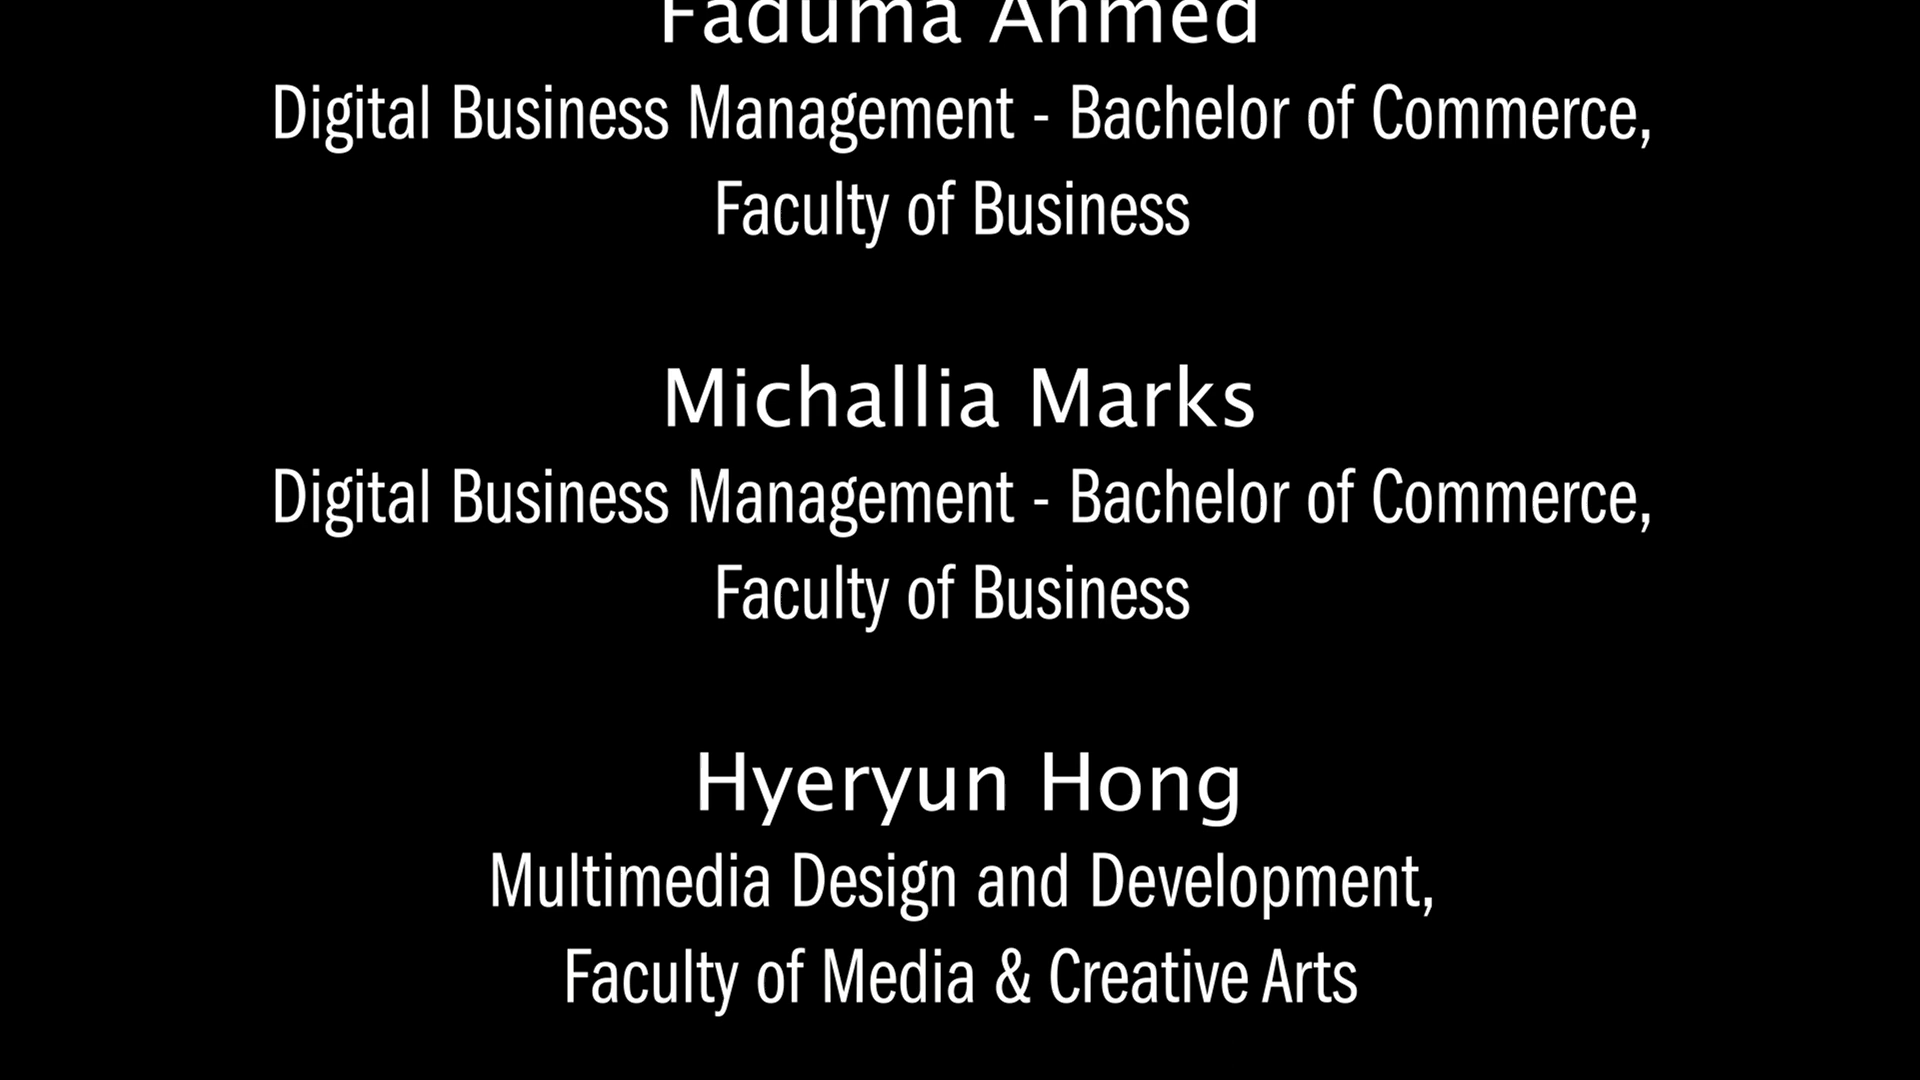 Faduma Ahmed
Digital Business Management - Bachelor of Commerce,
Faculty of Business
Michallia Marks
Digital Business Management - Bachelor of Commerce,
Faculty of Business
Hyeryun Hong
Multimedia Design and Development,
Faculty of Media & Creative Arts